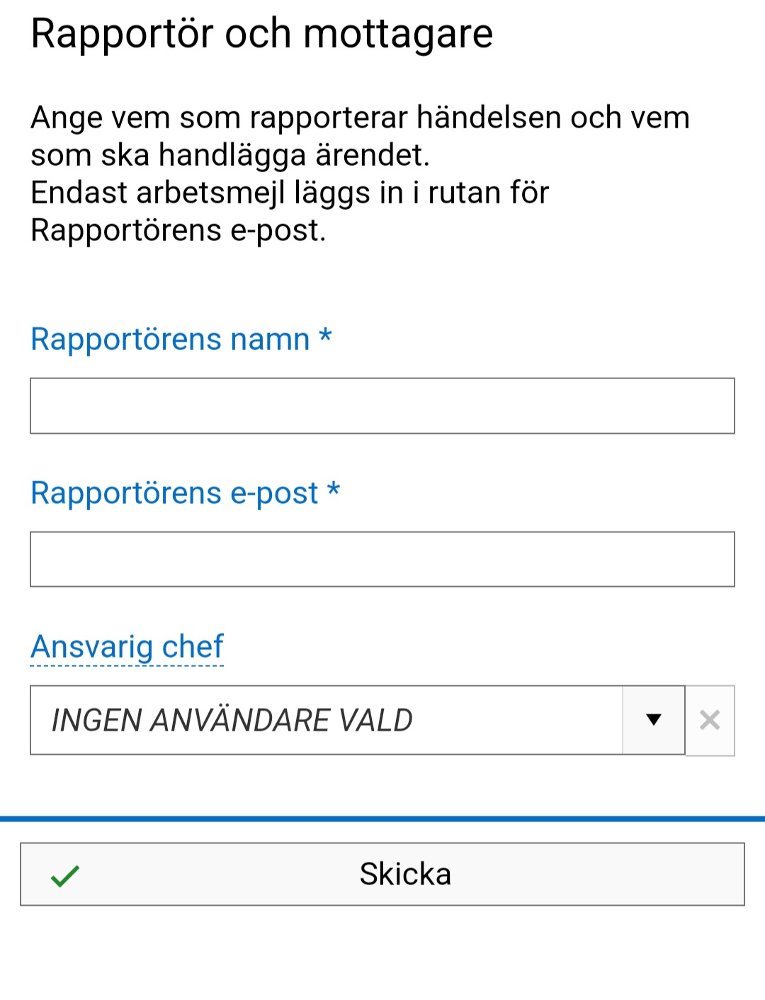 Rapportör och mottagare
Ange vem som rapporterar händelsen och vem
som ska handlägga ärendet.
Endast arbetsmejl läggs in i rutan för
Rapportörens e-post.
Rapportörens namn *
Rapportörens e-post *
Ansvarig chef
INGEN ANVÄNDARE VALD
Skicka